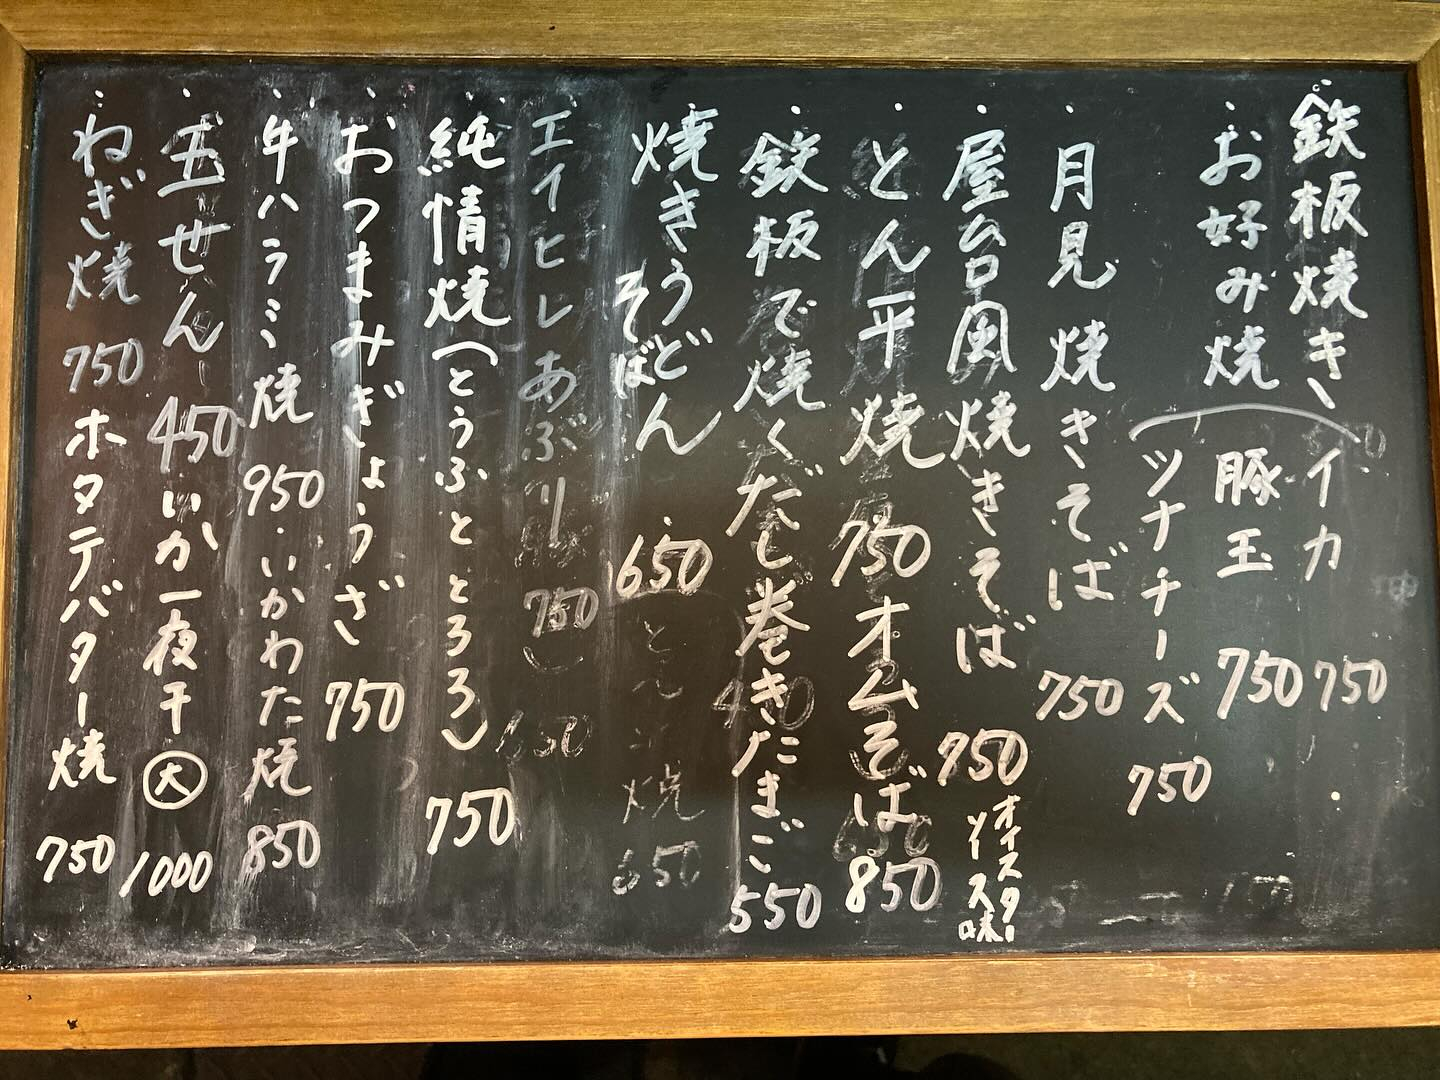 鉄板焼き
お好み焼
イカ 750
豚玉 750
ツナチーズ 750
月見焼きそば 750
屋台風焼きそば 750
オイスターソース味
とん平焼 750
オムそば 850
鉄板で焼くだし巻きたまご 550
焼きうどん
そば
650
エイヒレあぶり 750
純情焼(とうふととろろ) 750
おつまみぎょうざ 750
牛ハラミ焼 950
いかわた焼 850
五せん 450
いか一夜干 大 1000
ねぎ焼 750
ホタテバター焼 750